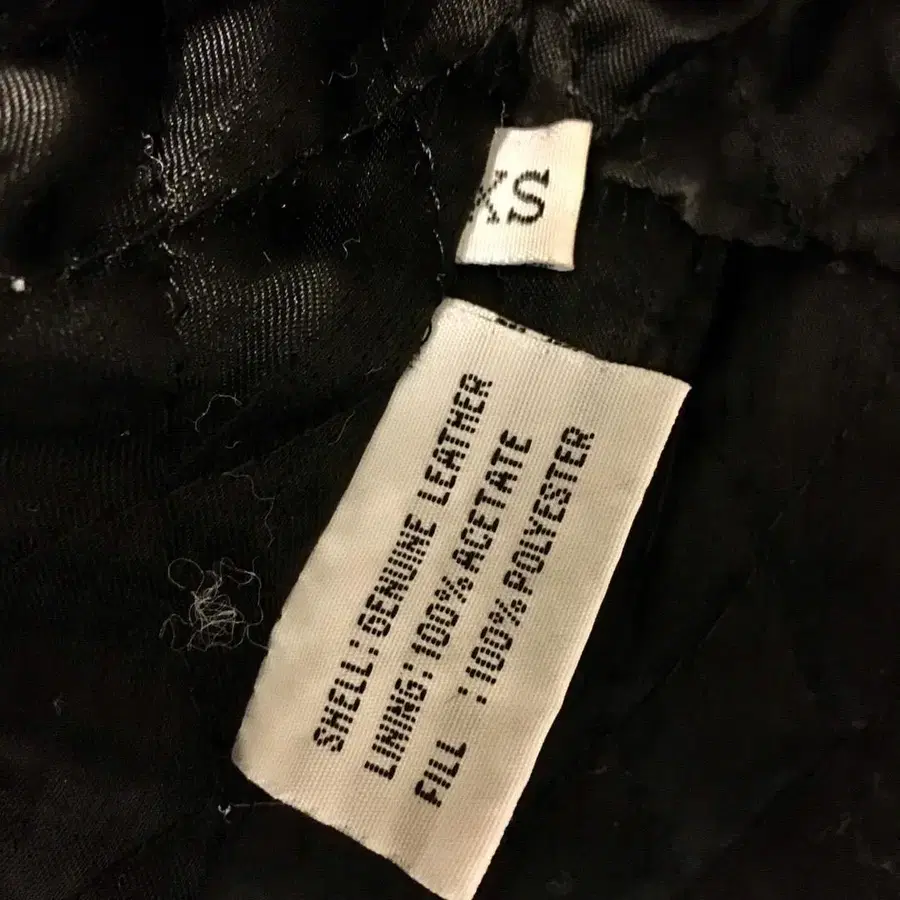 XS
SHELL: GENUINE LEATHER
LINING: 100% ACETATE
FILL : 100% POLYESTER